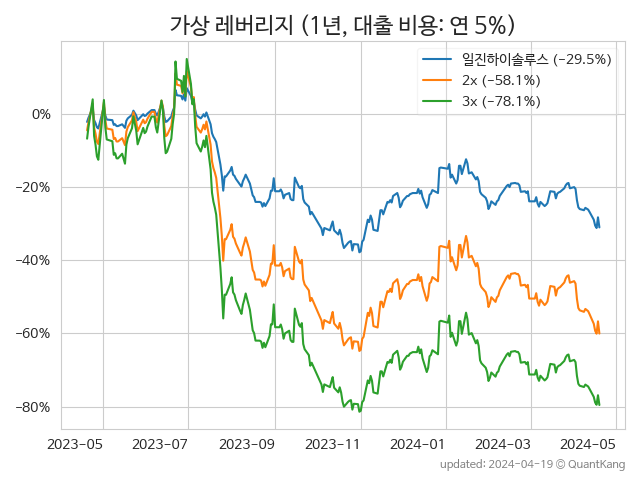 가상 레버리지 (1년, 대출 비용: 연 5%)
일진하이솔루스 (−29.5%)
2x (−58.1%)
3x (−78.1%)
0%
−20%
−40%
−60%
−80%
2023-05 2023-07 2023-09 2023-11 2024-01 2024-03 2024-05
updated: 2024-04-19 © QuantKang